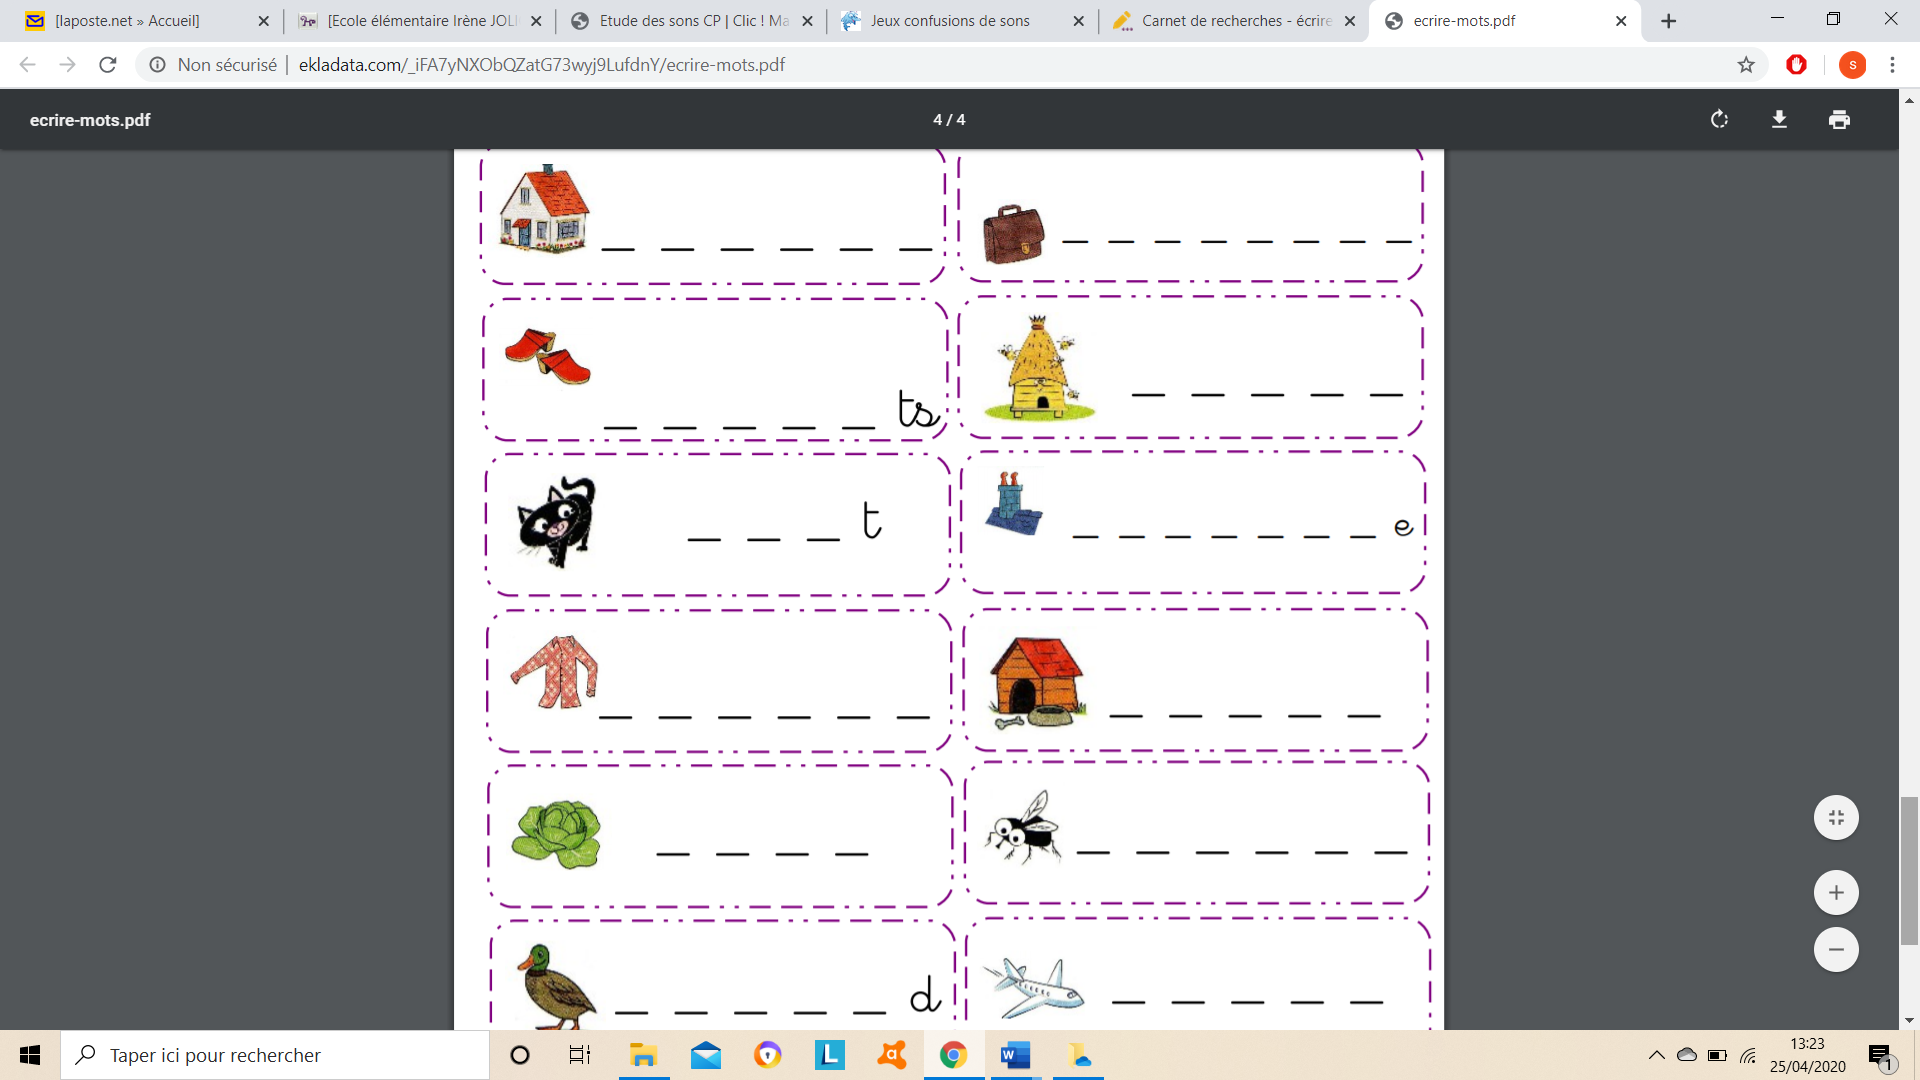 [laposte.net » Accueil]
[Ecole élémentaire Irène JOLI
Etude des sons CP | Clic ! Ma
Jeux confusions de sons
Carnet de recherches - écrire
ecrire-mots.pdf
Non sécurisé | ekladata.com/_iFA7yNXObQZatG73wyj9LufdnY/ecrire-mots.pdf
s
ecrire-mots.pdf
4 / 4
_ _ _ _ _ _
_ _ _ _ _ _ _ _
_ _ _ _ _ ts
_ _ _ _ _
_ _ _ t
_ _ _ _ _ _ _ e
_ _ _ _ _ _
_ _ _ _ _
_ _ _ _
_ _ _ _ _ _
_ _ _ _ _ d
_ _ _ _ _
Taper ici pour rechercher
L
W
13:23
25/04/2020
1